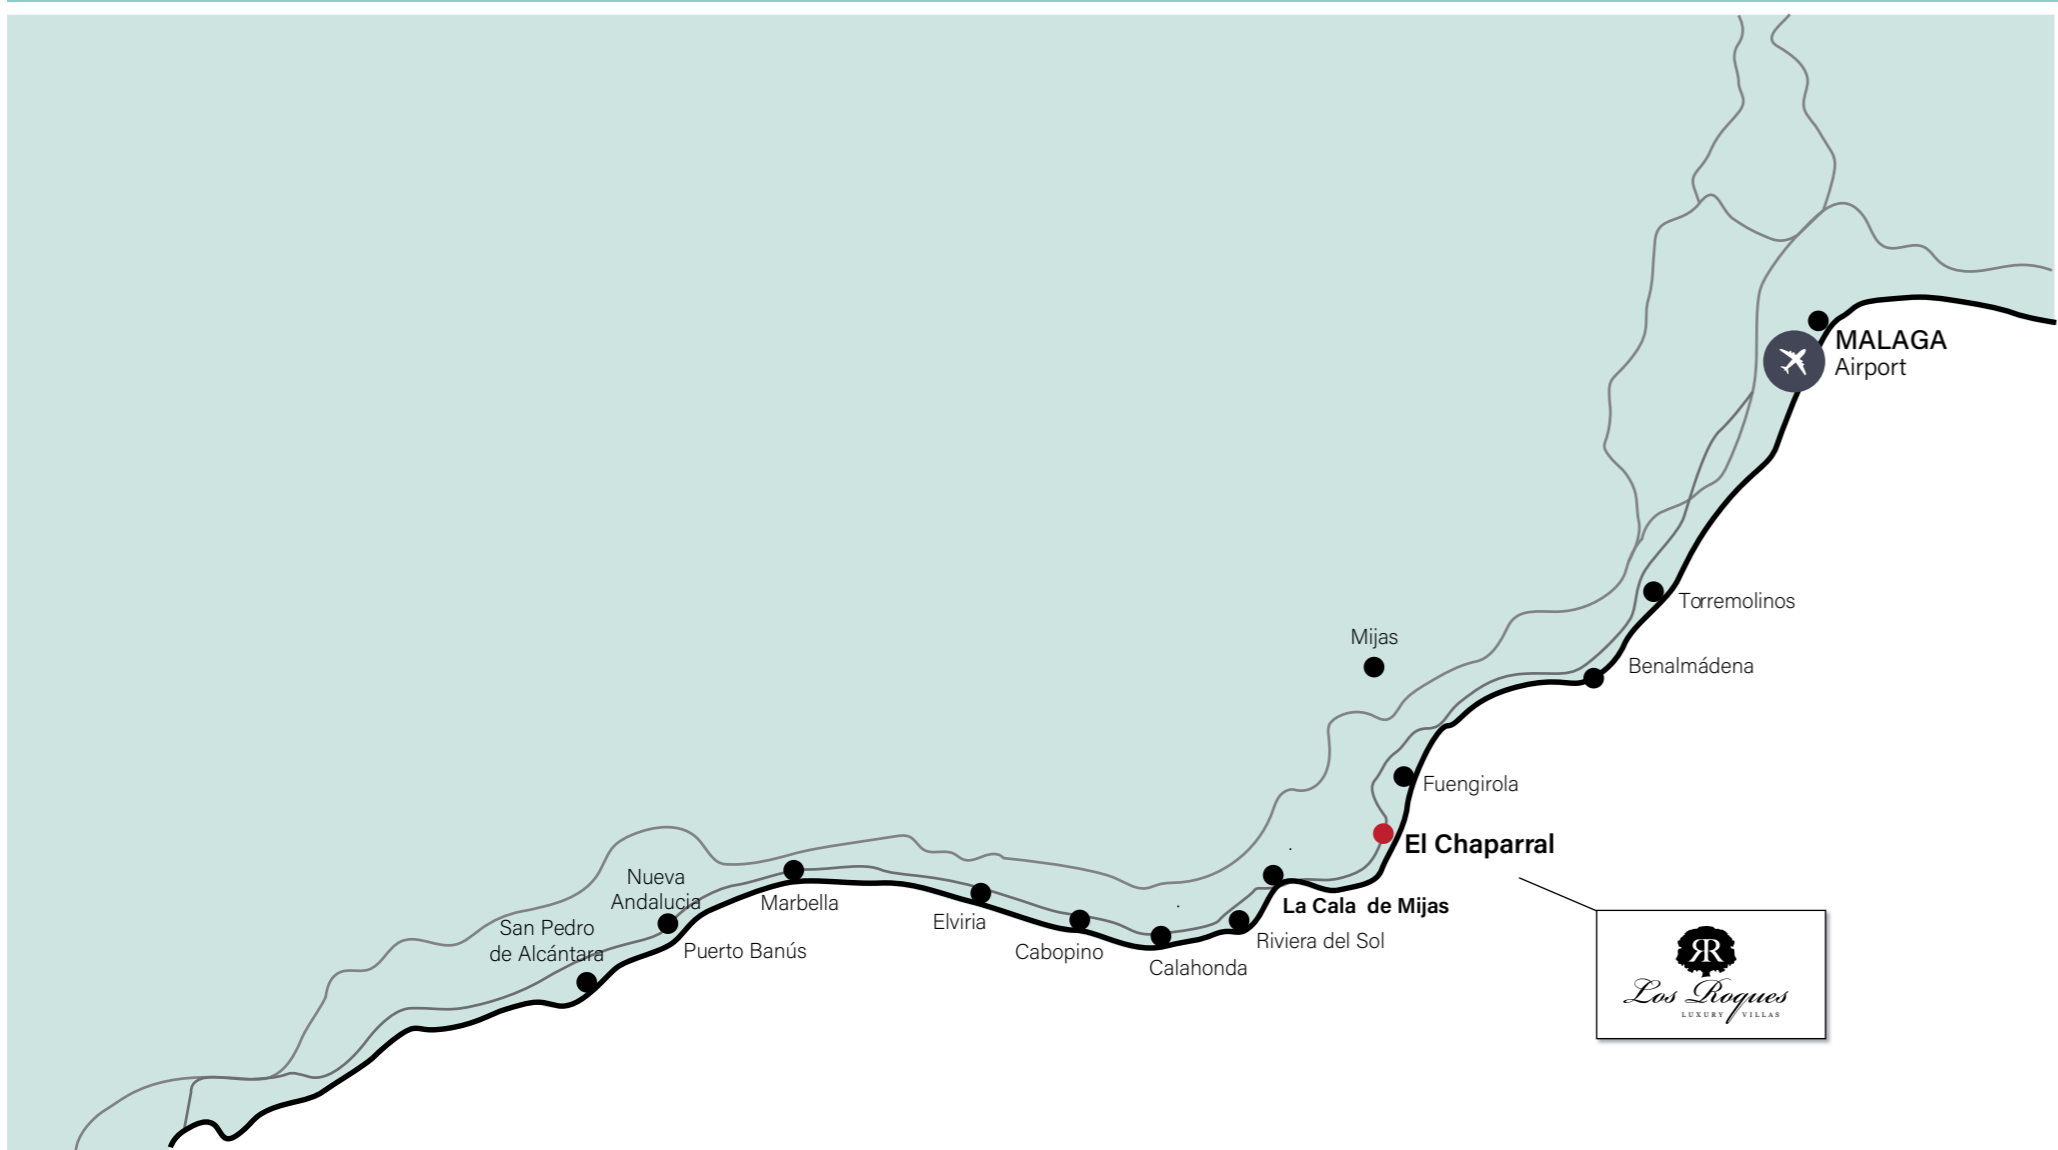 MALAGA
Airport
Torremolinos
Mijas
Benalmádena
Fuengirola
El Chaparral
Nueva
Andalucia
Marbella
La Cala de Mijas
San Pedro
de Alcántara
Elviria
Riviera del Sol
Puerto Banús
Cabopino
Calahonda
RR
Los Roques
LUXURY VILLAS